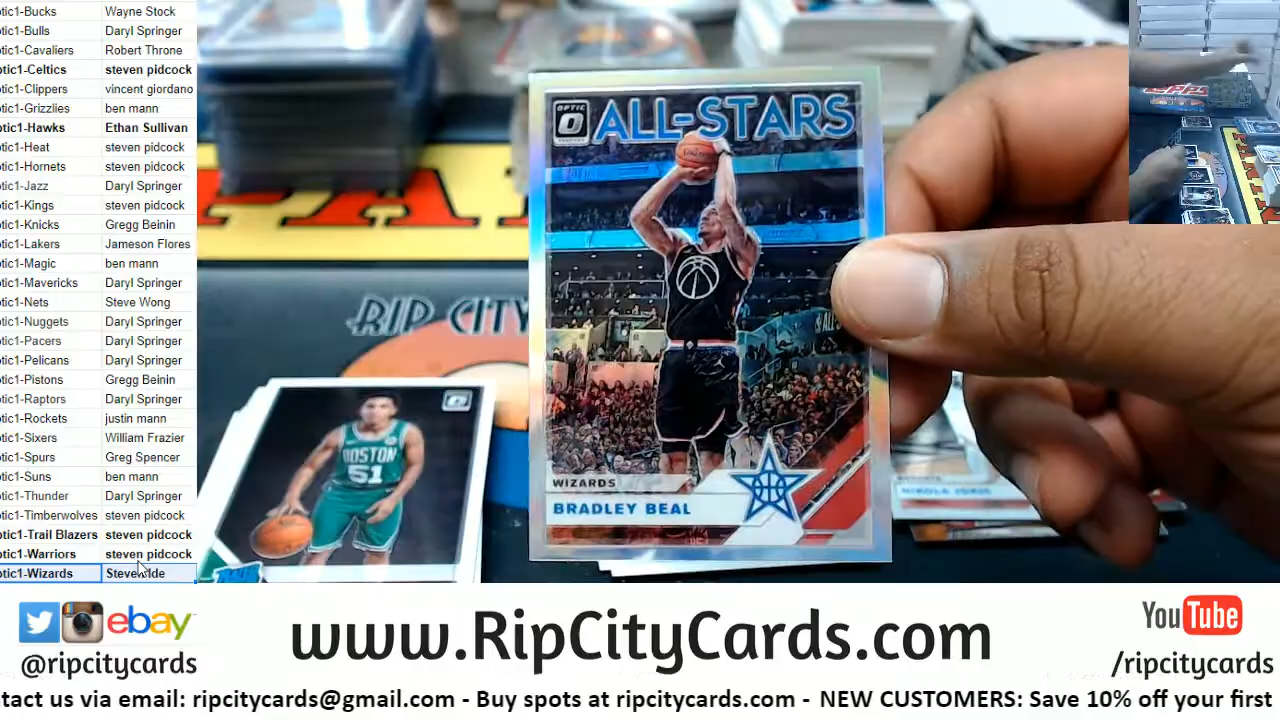 ptic1-Bucks Wayne Stock
ptic1-Bulls Daryl Springer
ptic1-Cavaliers Robert Throne
ptic1-Celtics steven pidcock
ptic1-Clippers vincent giordano
ptic1-Grizzlies ben mann
ptic1-Hawks Ethan Sullivan
ptic1-Heat steven pidcock
ptic1-Hornets steven pidcock
ptic1-Jazz Daryl Springer
ptic1-Kings steven pidcock
ptic1-Knicks Gregg Beinin
ptic1-Lakers Jameson Flores
ptic1-Magic ben mann
ptic1-Mavericks Daryl Springer
ptic1-Nets Steve Wong
ptic1-Nuggets Daryl Springer
ptic1-Pacers Daryl Springer
ptic1-Pelicans Daryl Springer
ptic1-Pistons Gregg Beinin
ptic1-Raptors Daryl Springer
ptic1-Rockets justin mann
ptic1-Sixers William Frazier
ptic1-Spurs Greg Spencer
ptic1-Suns ben mann
ptic1-Thunder Daryl Springer
ptic1-Timberwolves steven pidcock
ptic1-Trail Blazers steven pidcock
ptic1-Warriors steven pidcock
ptic1-Wizards
OPTIC
ALL-STARS
WIZARDS
BRADLEY BEAL
RIP CITY
BOSTON
51
ebay
@ripcitycards
www.RipCityCards.com
YouTube
/ripcitycards
tact us via email: ripcitycards@gmail.com - Buy spots at ripcitycards.com - NEW CUSTOMERS: Save 10% off your first